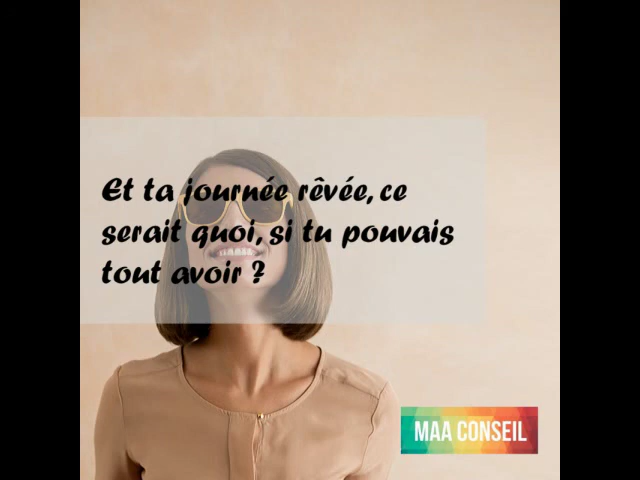 Et ta journée rêvée, ce
serait quoi, si tu pouvais
tout avoir ?
MAA CONSEIL